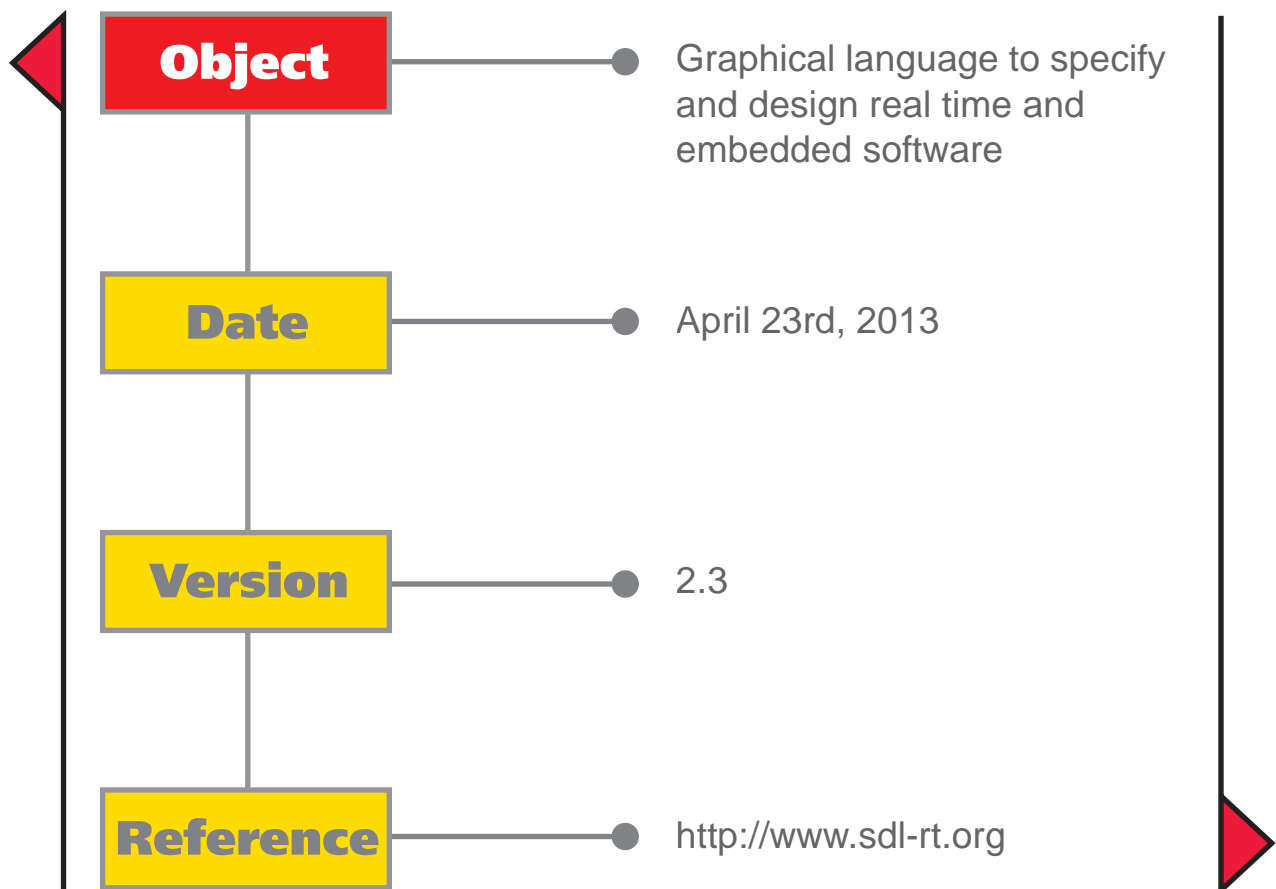 Object
Graphical language to specify
and design real time and
embedded software
Date
April 23rd, 2013
Version
2.3
Reference
http://www.sdl-rt.org